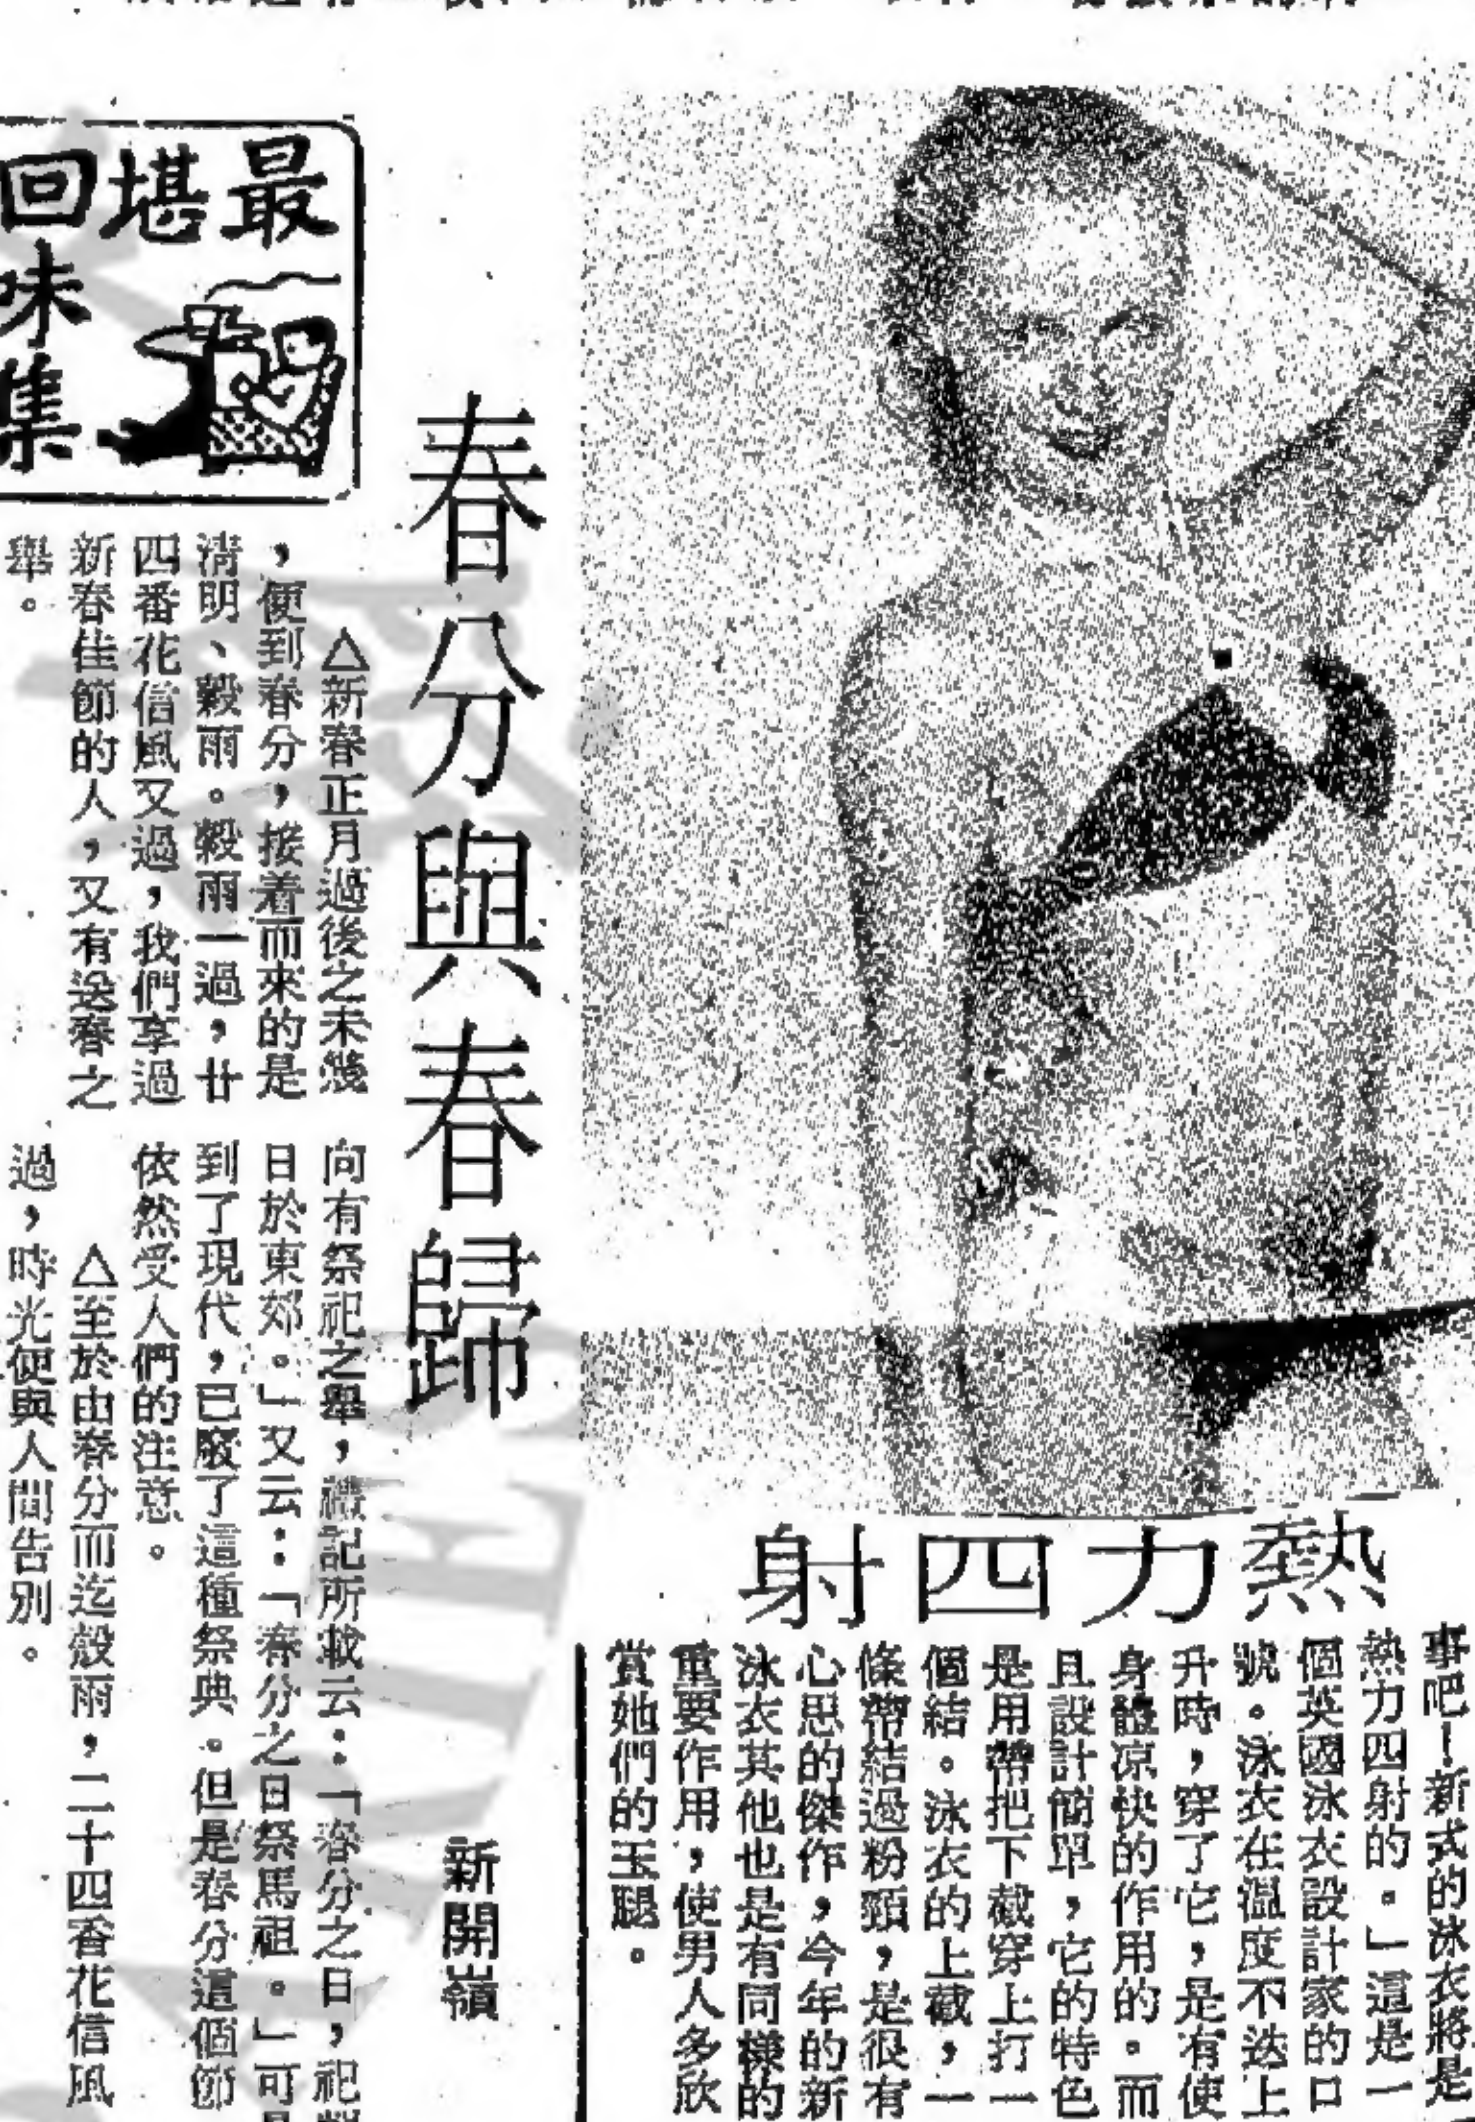 熱力四射
事吧！新式的泳衣將是
熱力四射的。」這是一
個英國泳衣設計家的口
號。泳衣在溫度不迭上
升時，穿了它，是有使
身體凉快的作用的。而
且設計簡單，它的特色
是用帶把下截穿上打一
個結。泳衣的上截，一
條帶結過粉頸，是很有
心思的傑作，今年的新
泳衣其他也是有同樣的
重要作用，使男人多欣
賞她們的玉腿。
春分與春歸
新開嶺
最堪回味集
△新春正月過後之未幾
，便到春分，接着而來的是
淸明、穀雨。穀雨一過，廿
四番花信風又過，我們享過
新春佳節的人，又有送春之
舉。
向有祭祀之舉，禮記所載云：「春分之日，祀
日於東郊。」又云：「春分之日祭馬祖。」可
到了現代，已廢了這種祭典。但是春分這個節
依然受人們的注意。
△至於由春分而迄穀雨，二十四番花信風
過，時光便與人間告別。